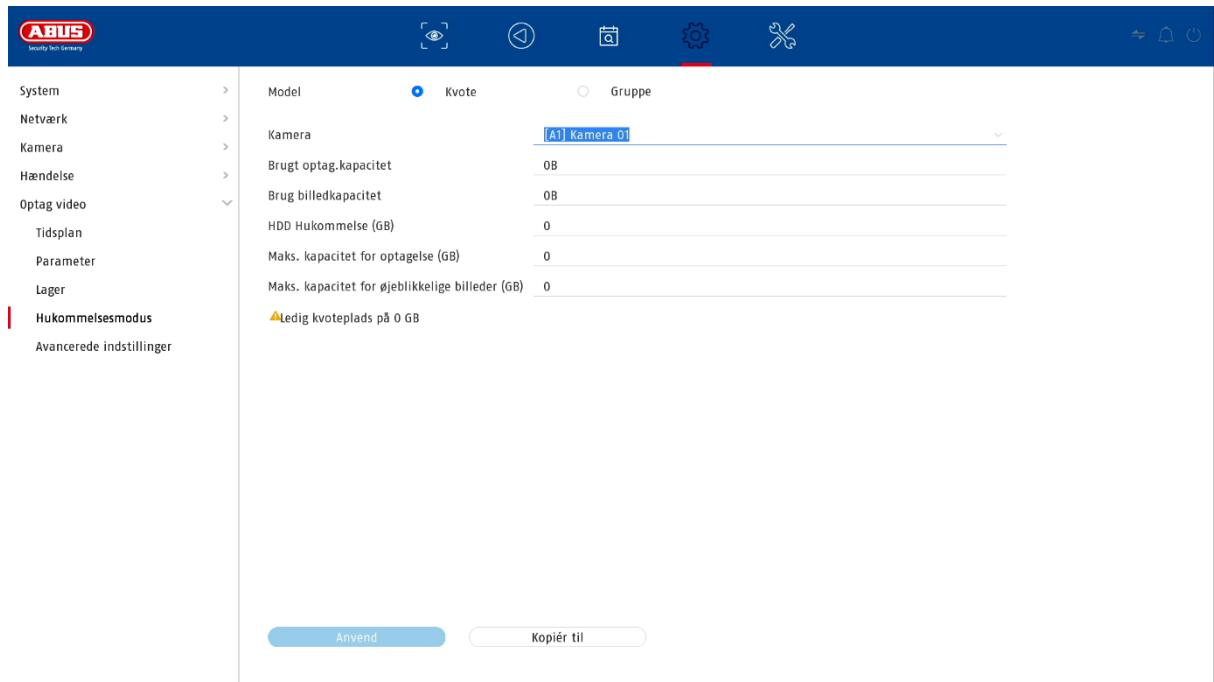 ABUS
Security Tech Germany
System
Netværk
Kamera
Hændelse
Optag video
Tidsplan
Parameter
Lager
Hukommelsesmodus
Avancerede indstillinger
Model Kvote Gruppe
Kamera [A1] Kamera 01
Brugt optag.kapacitet 0B
Brug billedkapacitet 0B
HDD Hukommelse (GB) 0
Maks. kapacitet for optagelse (GB) 0
Maks. kapacitet for øjeblikkelige billeder (GB) 0
Ledig kvoteplads på 0 GB
Anvend Kopiér til